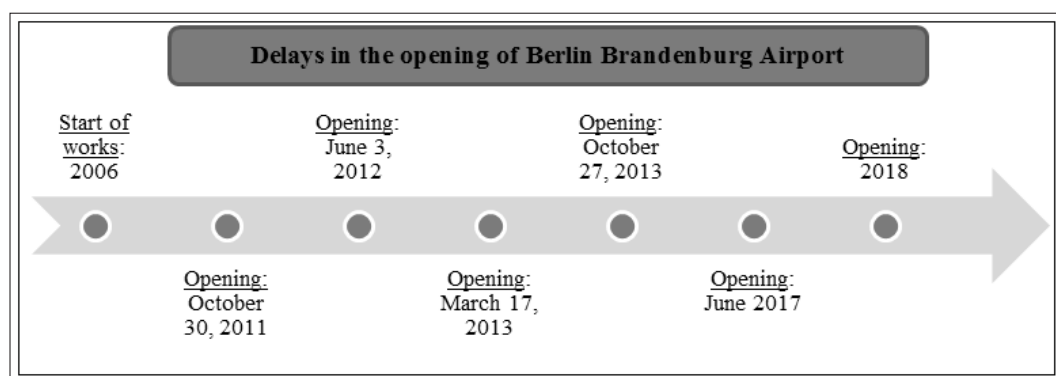 Delays in the opening of Berlin Brandenburg Airport
Start of
works:
2006
Opening:
October
30, 2011
Opening:
June 3,
2012
Opening:
March 17,
2013
Opening:
October
27, 2013
Opening:
June 2017
Opening:
2018